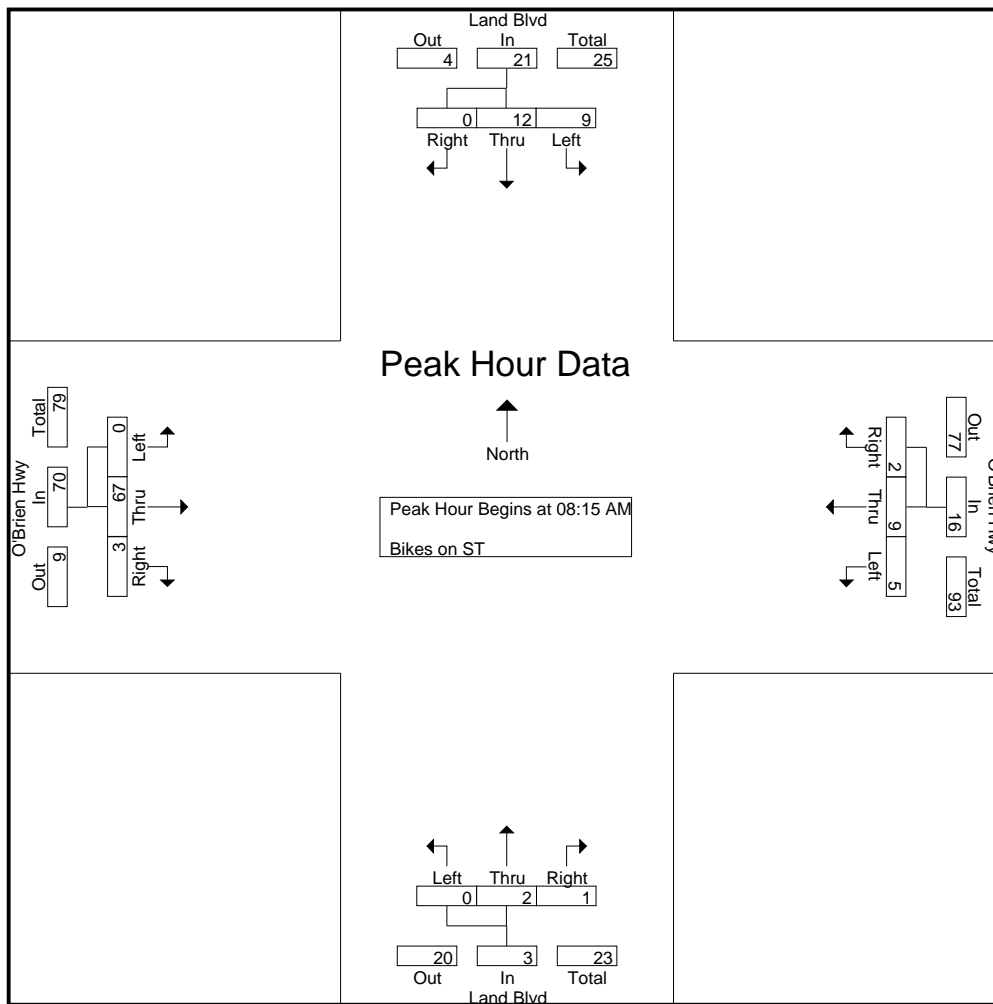 Land Blvd
Out In Total
4 21 25
0 12 9
Right Thru Left
Peak Hour Data
North
Peak Hour Begins at 08:15 AM
Bikes on ST
O'Brien Hwy
Total In Out
79 70 9
0 67 3
Left Thru Right
O'Brien Hwy
Out In Total
77 16 93
2 9 5
Right Thru Left
Left Thru Right
0 2 1
20 3 23
Out In Total
Land Blvd